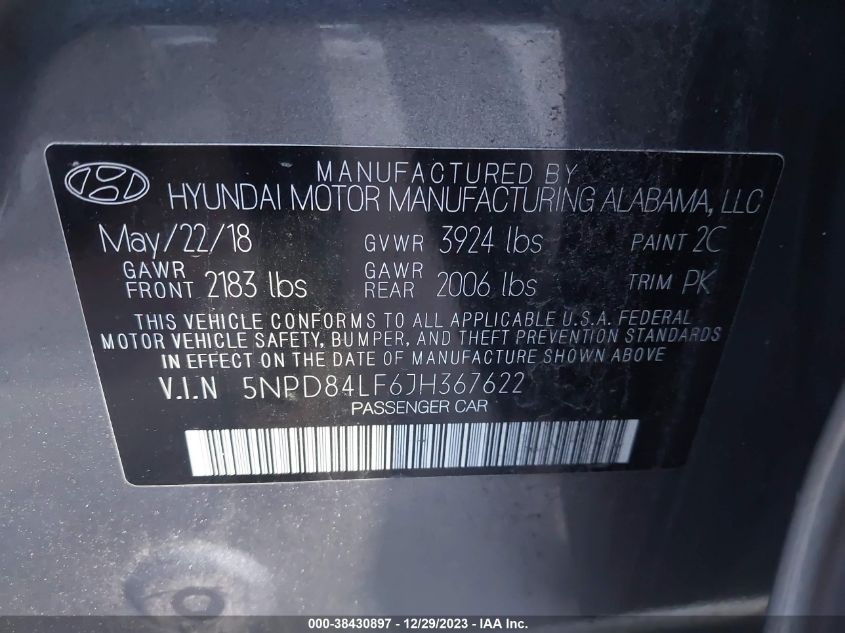 MANUFACTURED BY
HYUNDAI MOTOR MANUFACTURING ALABAMA, LLC
May/22/18 GVWR 3924 lbs PAINT 2C
GAWR FRONT 2183 lbs GAWR REAR 2006 lbs TRIM PK
THIS VEHICLE CONFORMS TO ALL APPLICABLE U.S.A. FEDERAL
MOTOR VEHICLE SAFETY, BUMPER, AND THEFT PREVENTION STANDARDS
IN EFFECT ON THE DATE OF MANUFACTURE SHOWN ABOVE.
V.I.N 5NPD84LF6JH367622
PASSENGER CAR
000-38430897 - 12/29/2023 - © IAA, Inc.